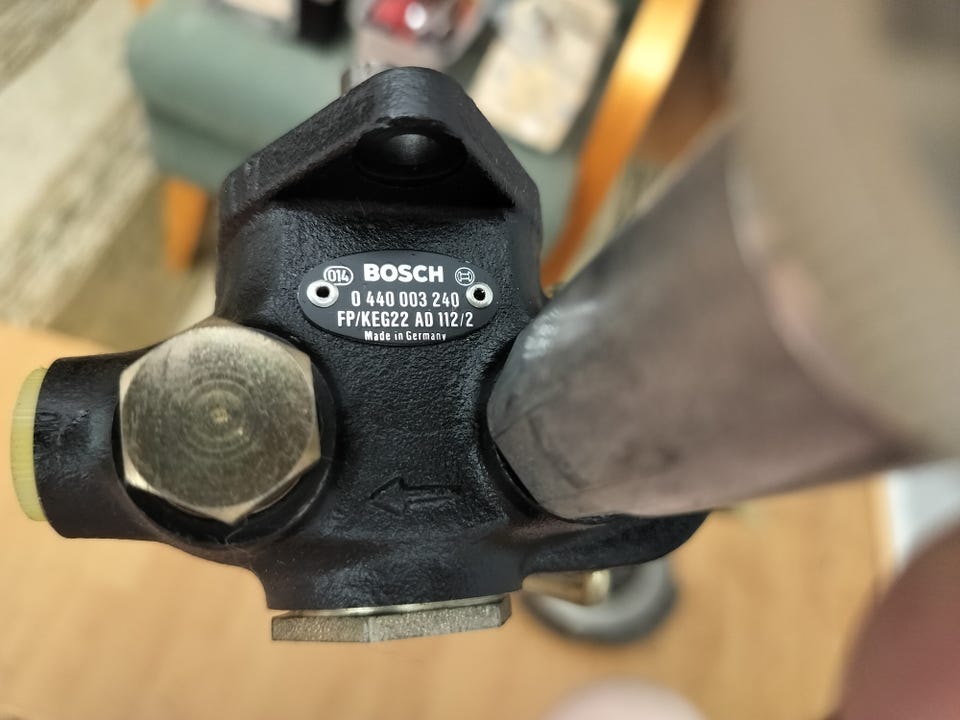 014 BOSCH
0 440 003 240
FP/KEG22 AD 112/2
Made in Germany